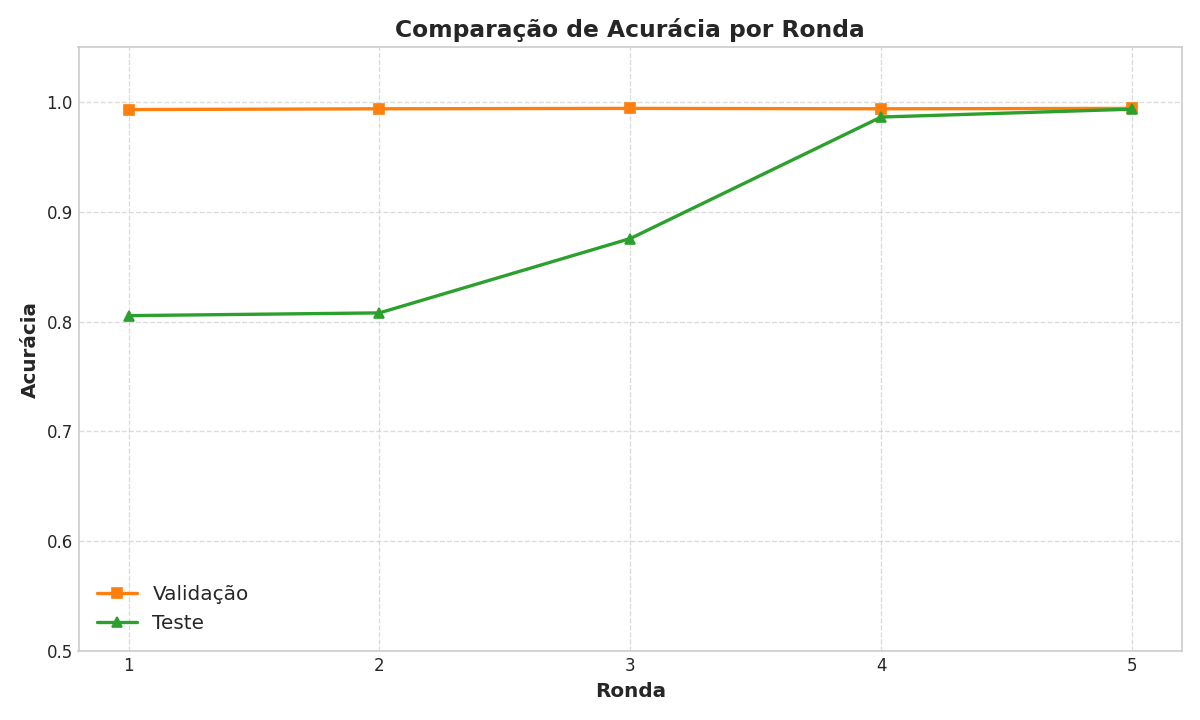 Comparação de Acurácia por Ronda
1.0
0.9
0.8
0.7
0.6
0.5
Acurácia
Validação
Teste
1 2 3 4 5
Ronda